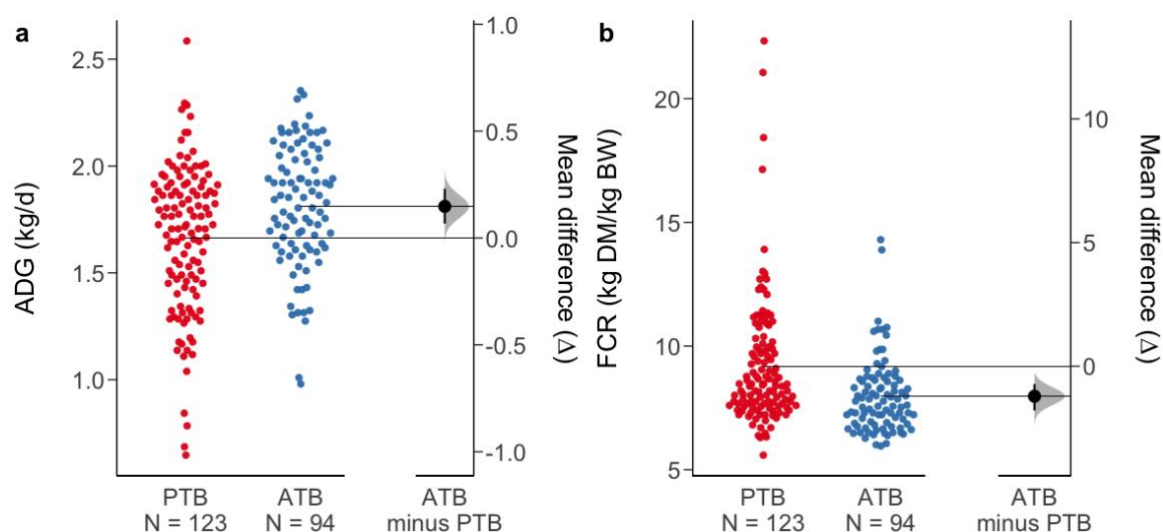 a
ADG (kg/d)
2.5
2.0
1.5
1.0
1.0
0.5
0.0
-0.5
-1.0
Mean difference (Δ)
PTB
N = 123
ATB
N = 94
ATB
minus PTB
b
FCR (kg DM/kg BW)
20
15
10
5
10
5
0
Mean difference (Δ)
PTB
N = 123
ATB
N = 94
ATB
minus PTB